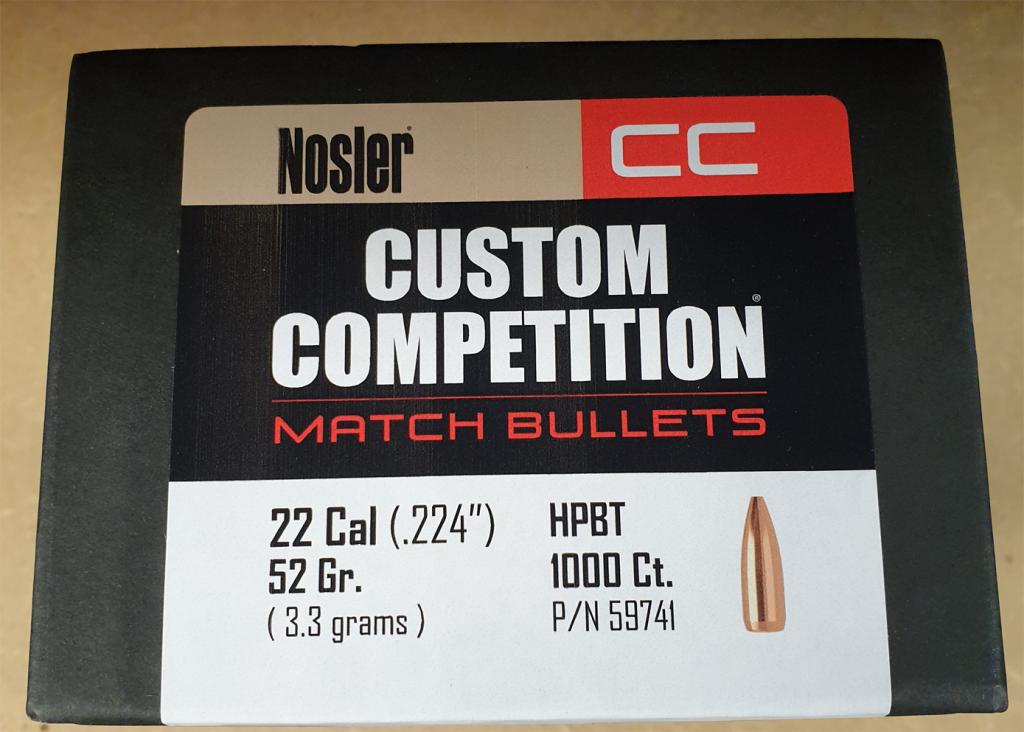 Nosler®
CC
CUSTOM
COMPETITION®
MATCH BULLETS
22 Cal (.224")
52 Gr.
( 3.3 grams )
HPBT
1000 Ct.
P/N 59741